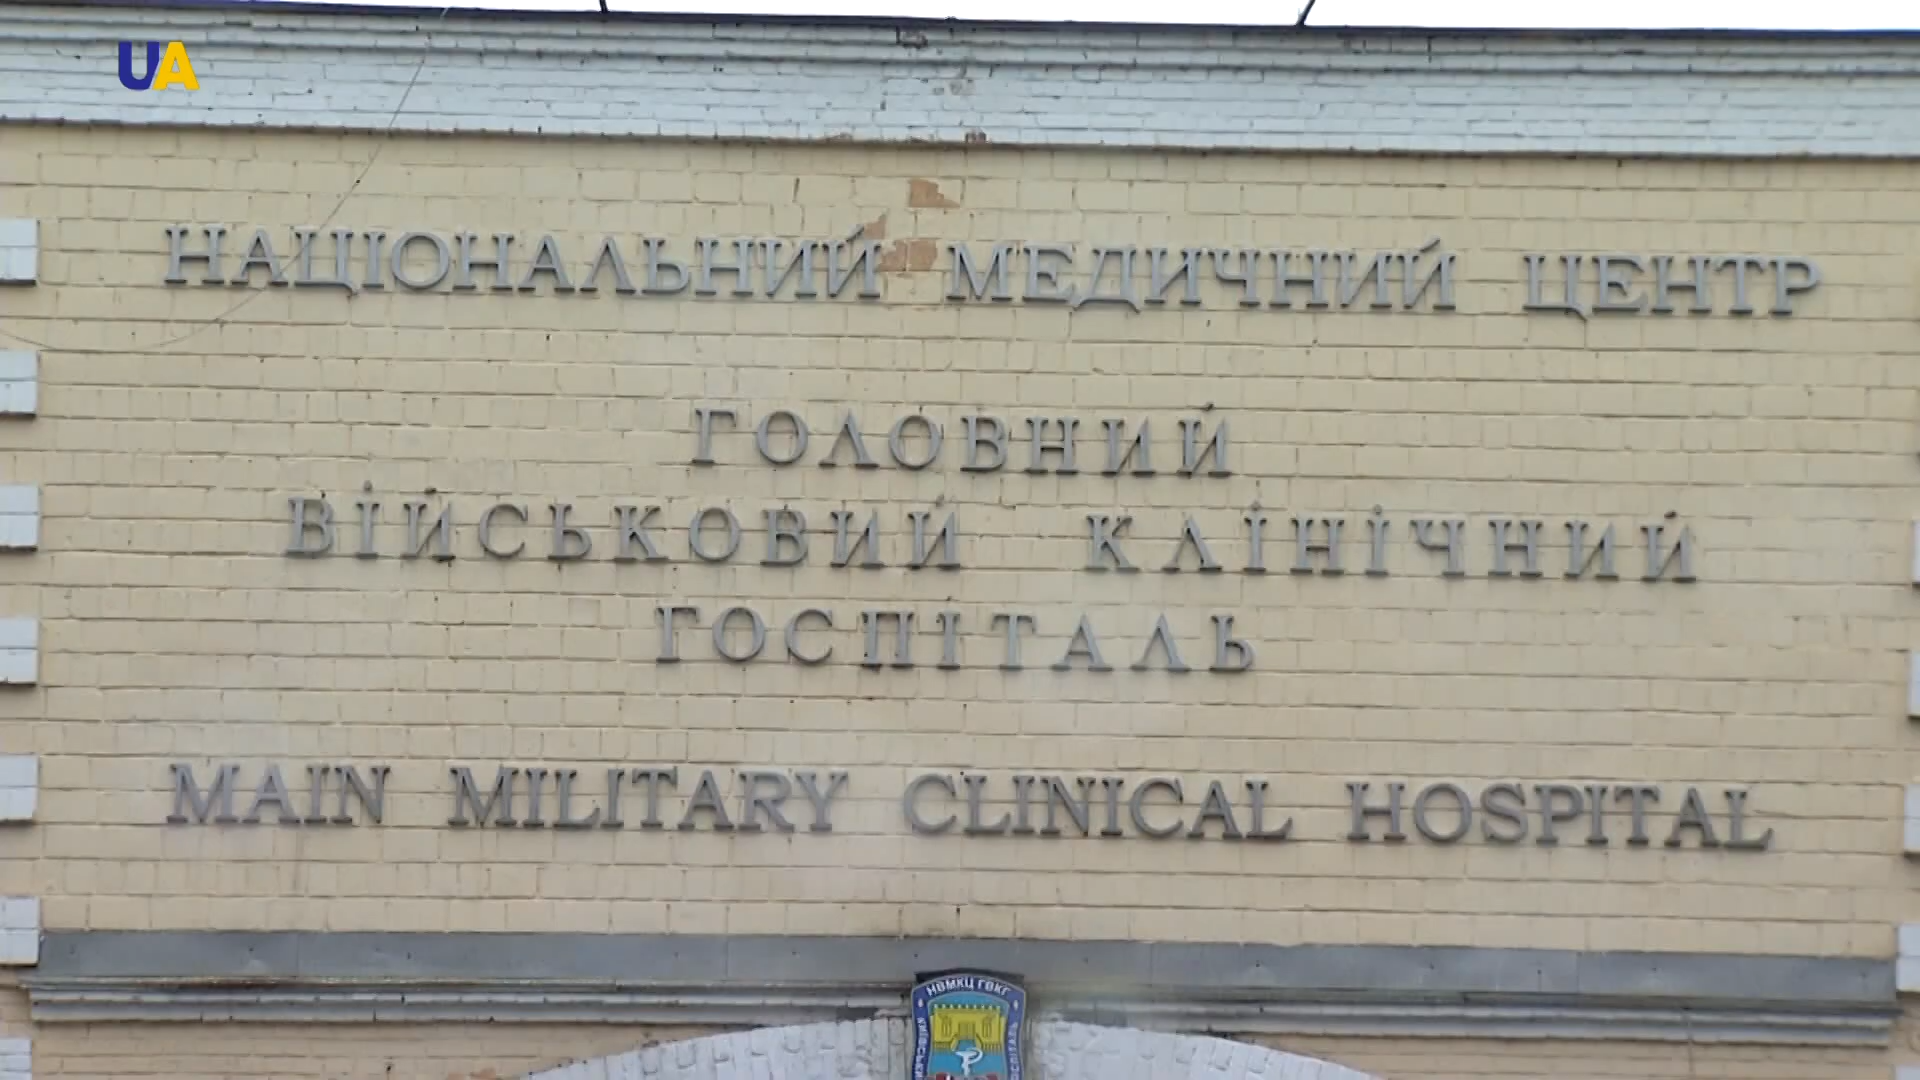 UA
НАЦІОНАЛЬНИЙ МЕДИЧНИЙ ЦЕНТР
ГОЛОВНИЙ
ВІЙСЬКОВИЙ КЛІНІЧНИЙ
ГОСПІТАЛЬ
MAIN MILITARY CLINICAL HOSPITAL
НВМКЦ ГВКГ